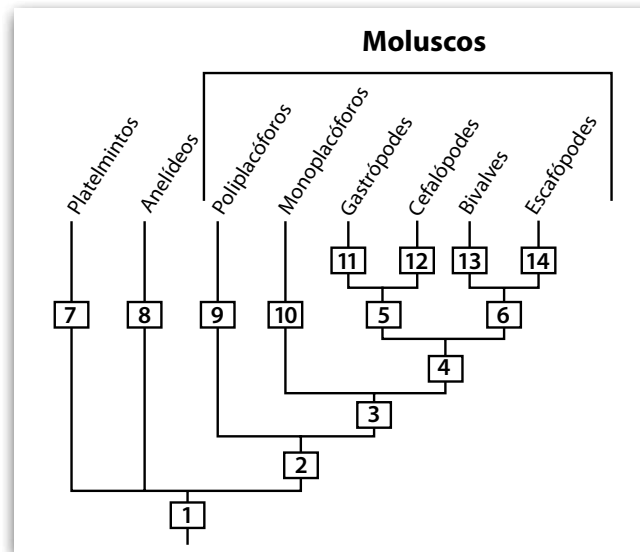 Moluscos
Platelmintos
Anelídeos
Poliplacóforos
Monoplacóforos
Gastrópodes
Cefalópodes
Bivalves
Escafópodes
11 12 13 14
7 8 9 10 5 6
4
3
2
1